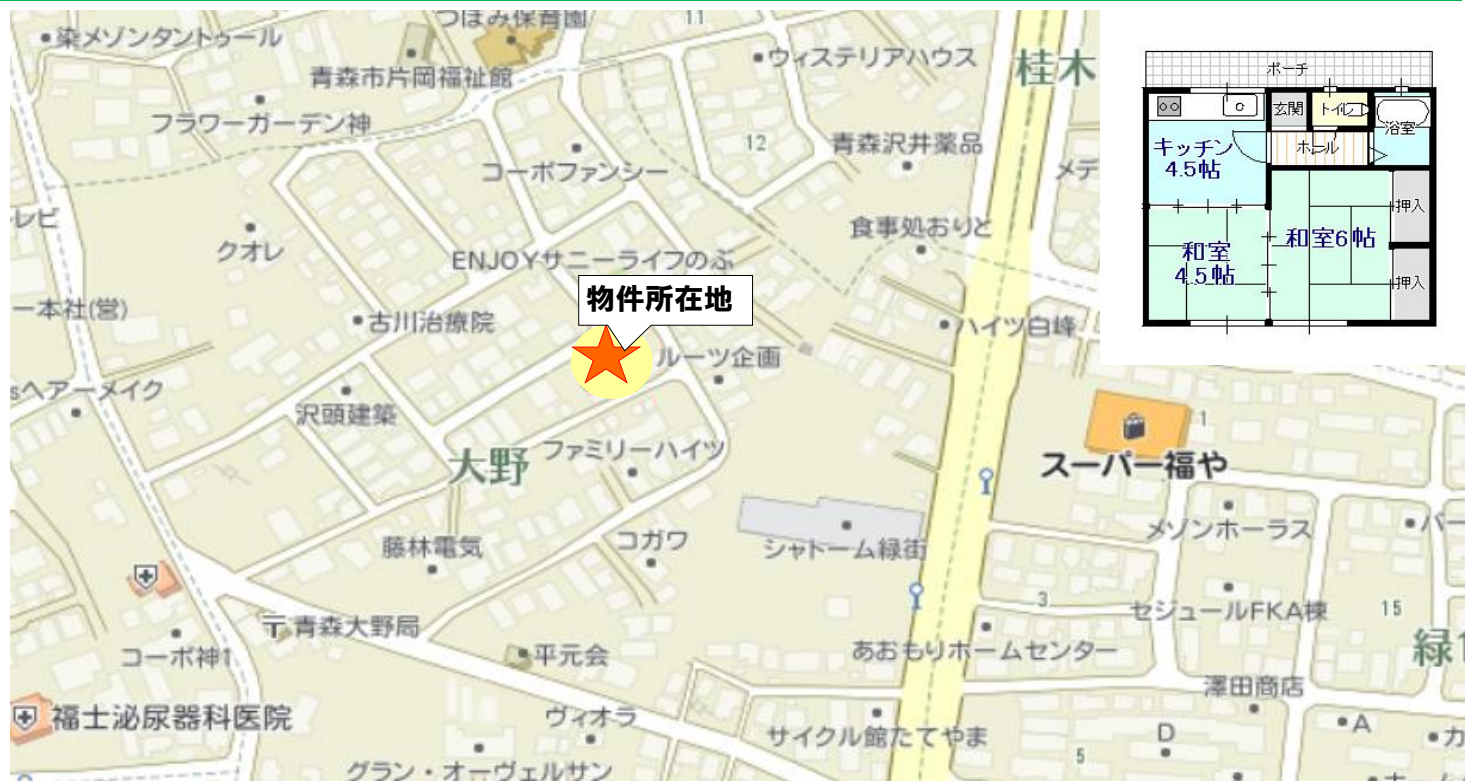 つぼみ保育園
11
染メゾンタントゥール
ウィステリアハウス
桂木
青森市片岡福祉館
フラワーガーデン神
12
青森沢井薬品
コーポファンシー
メデ
レビ
食事処おりと
クオレ
ENJOYサニーライフのぶ
物件所在地
ー本社(営)
古川治療院
ハイツ白峰
ルーツ企画
sヘアーメイク
沢頭建築
1
大野
ファミリーハイツ
スーパー福や
メゾンホーラス
藤林電気
コガワ
シャトーム緑街
3
セジュールFKA棟
15
〒青森大野局
コーポ神1
平元会
あおもりホームセンター
緑1
澤田商店
福士泌尿器科医院
ヴィオラ
サイクル館たてやま
D
A
カ
5
グラン・オーヴェルサン
ポーチ
玄関
トイレ
浴室
キッチン
4.5帖
ホール
押入
和室
4.5帖
和室6帖
押入